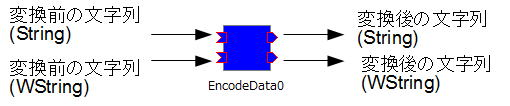 変換前の文字列
(String)
変換前の文字列
(WString)
EncodeData0
変換後の文字列
(String)
変換後の文字列
(WString)